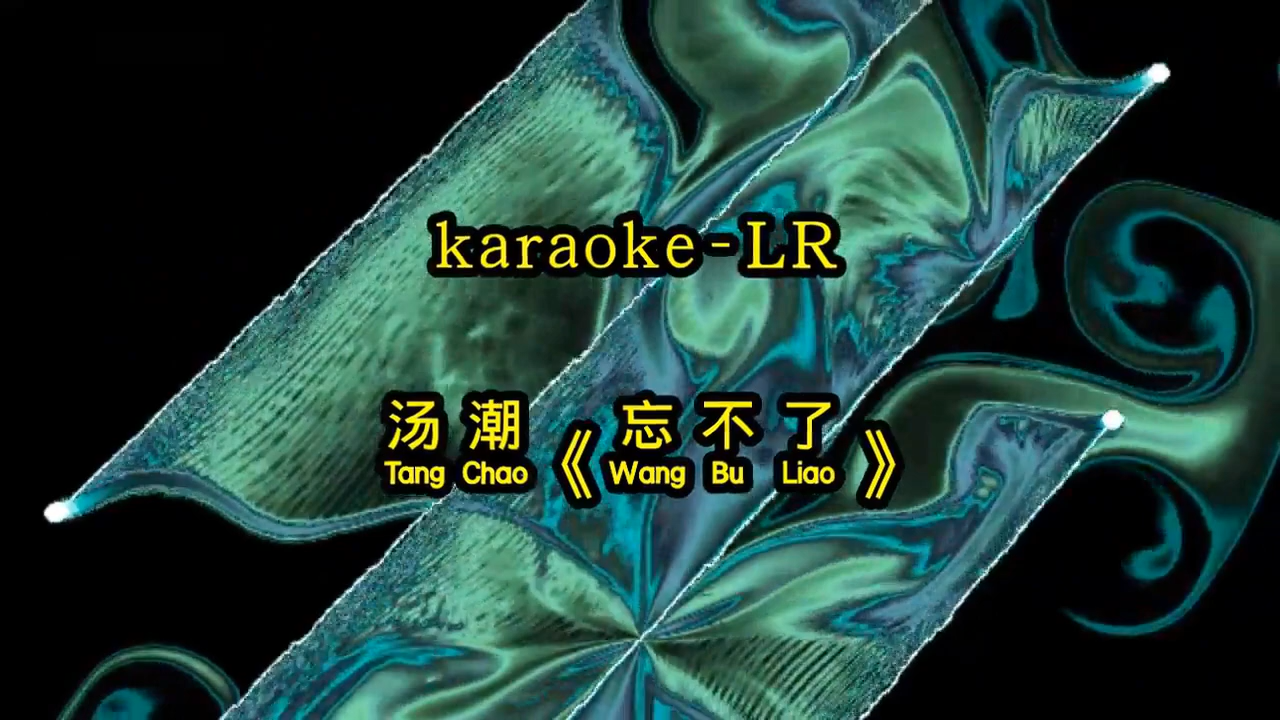 karaoke-LR
汤潮《忘不了》
Tang Chao Wang Bu Liao